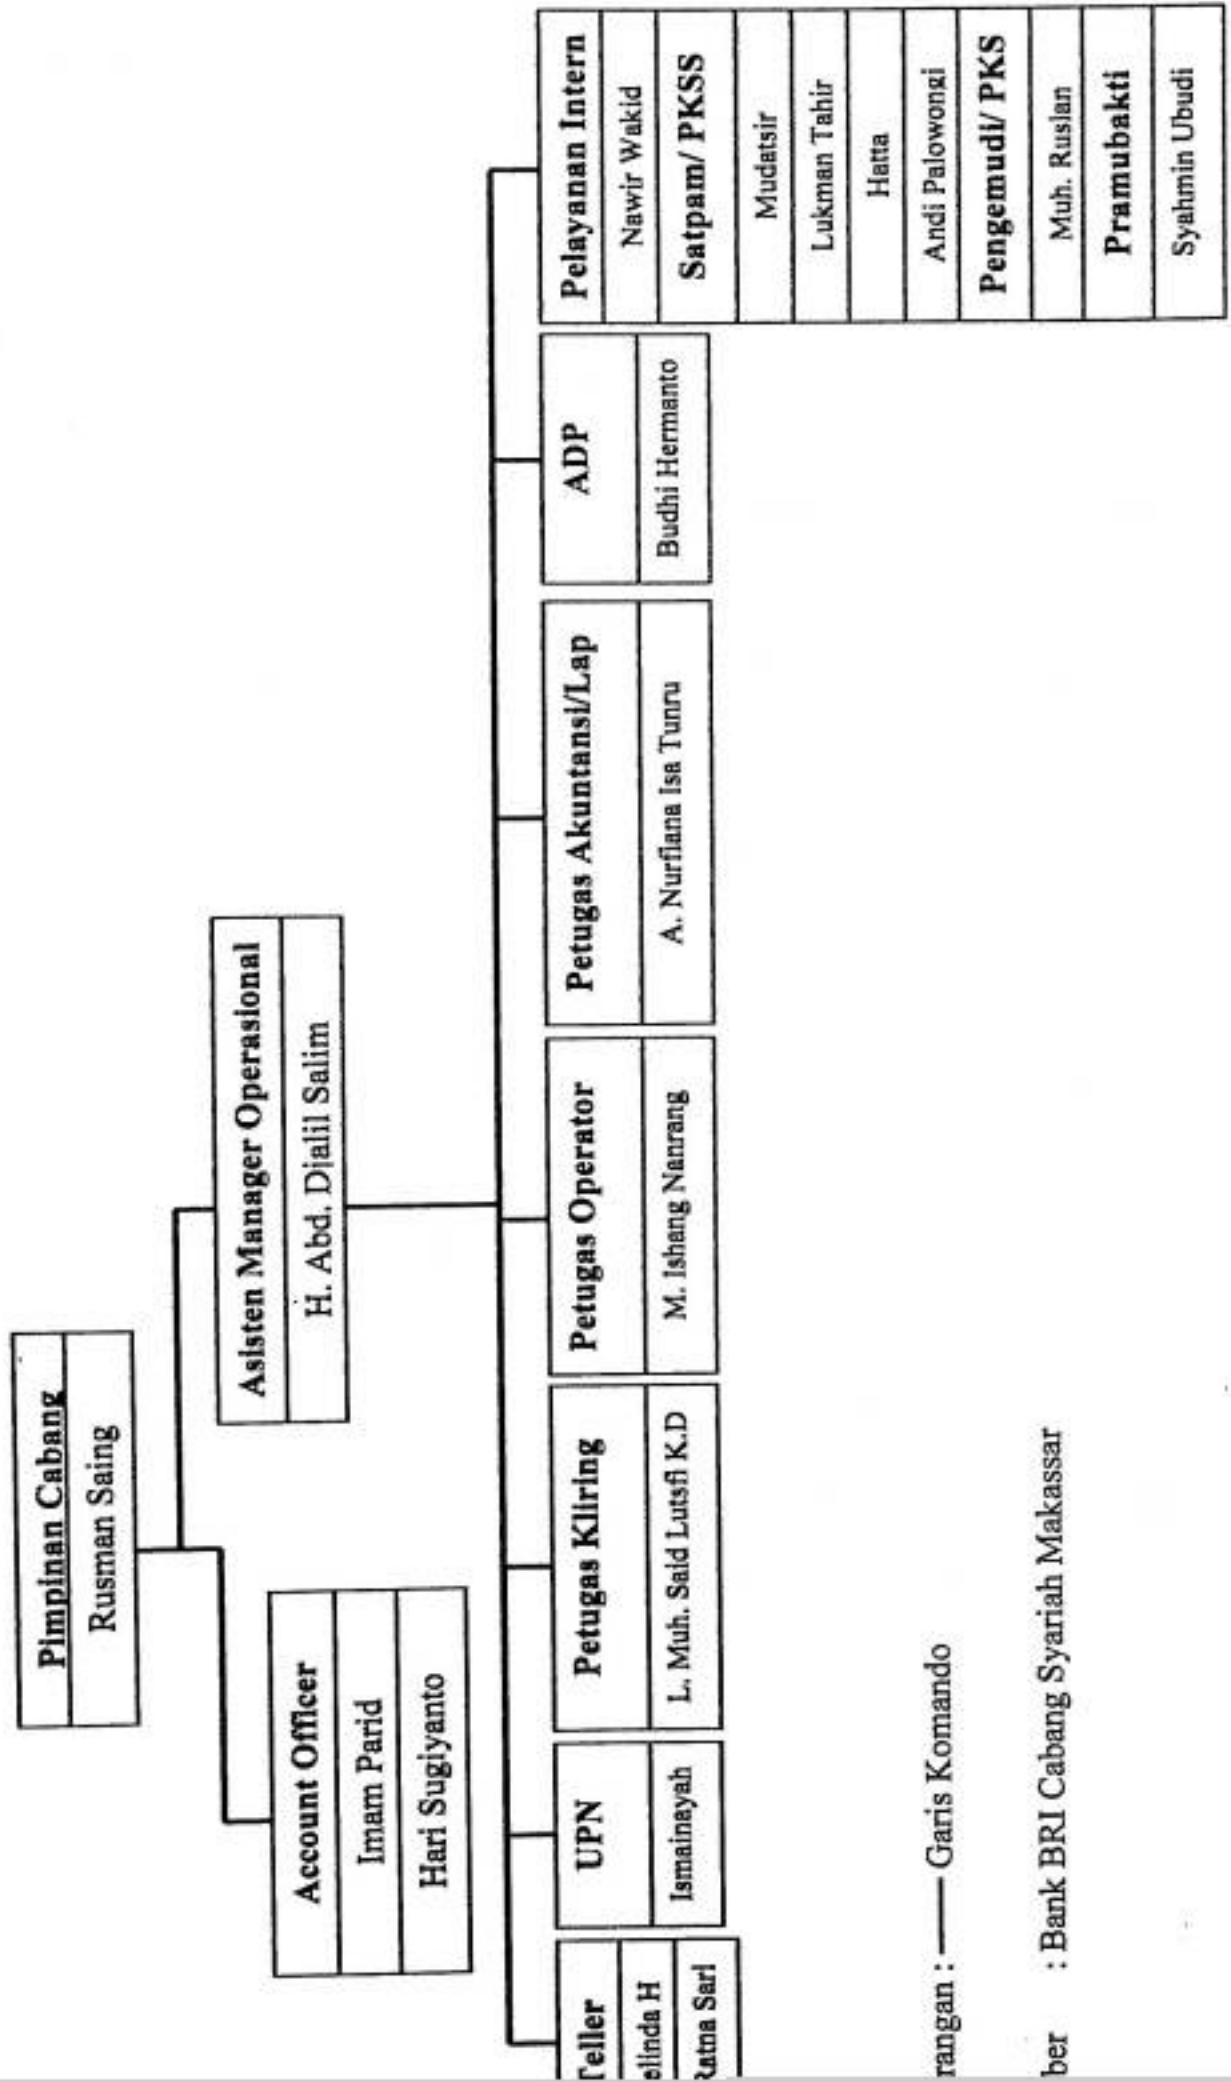 Pimpinan Cabang
Rusman Saing
Asisten Manager Operasional
H. Abd. Djalil Salim
Account Officer
Imam Parid
Hari Sugiyanto
Teller
elinda H
Ratna Sari
UPN
Ismainayah
Petugas Kliring
L. Muh. Said Lutsfi K.D
Petugas Operator
M. Ishang Nanrang
Petugas Akuntansi/Lap
A. Nurfiana Isa Tunru
ADP
Budhi Hermanto
Pelayanan Intern
Nawir Wakid
Satpam/ PKSS
Mudatsir
Lukman Tahir
Hatta
Andi Palowongi
Pengemudi/ PKS
Muh. Ruslan
Pramubakti
Syahmin Ubudi
rangan : —— Garis Komando
ber : Bank BRI Cabang Syariah Makassar